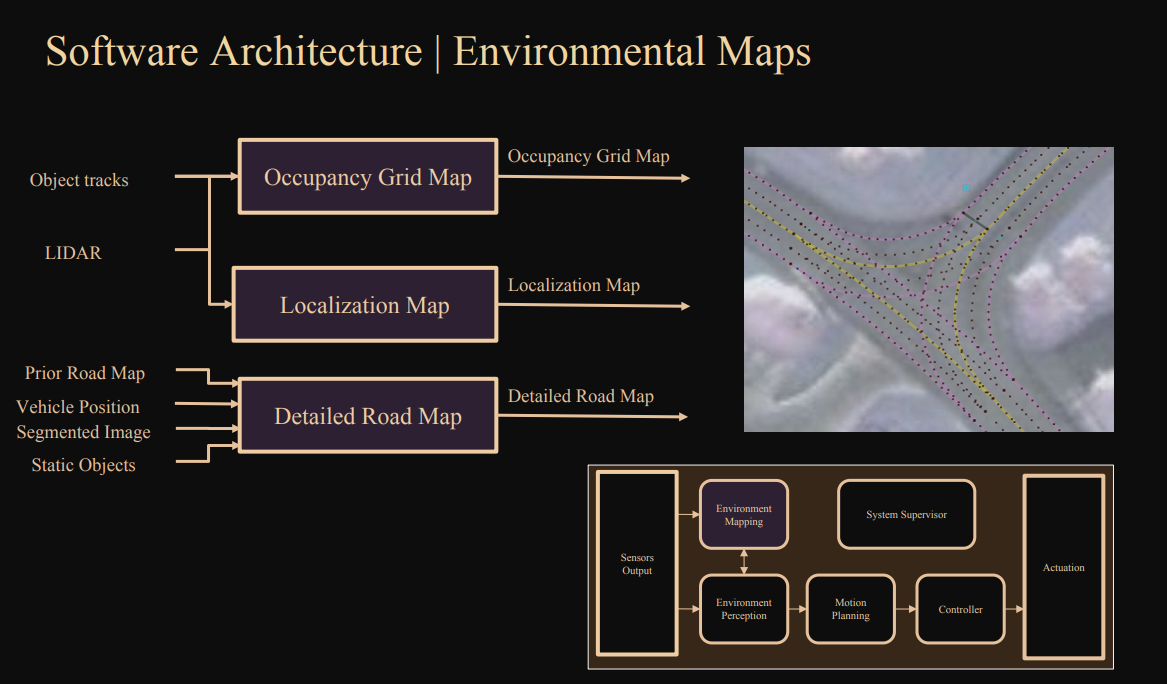 Software Architecture | Environmental Maps
Object tracks
LIDAR
Occupancy Grid Map
Occupancy Grid Map
Localization Map
Localization Map
Prior Road Map
Vehicle Position
Segmented Image
Static Objects
Detailed Road Map
Detailed Road Map
Sensors
Output
Environment
Mapping
System Supervisor
Environment
Perception
Motion
Planning
Controller
Actuation